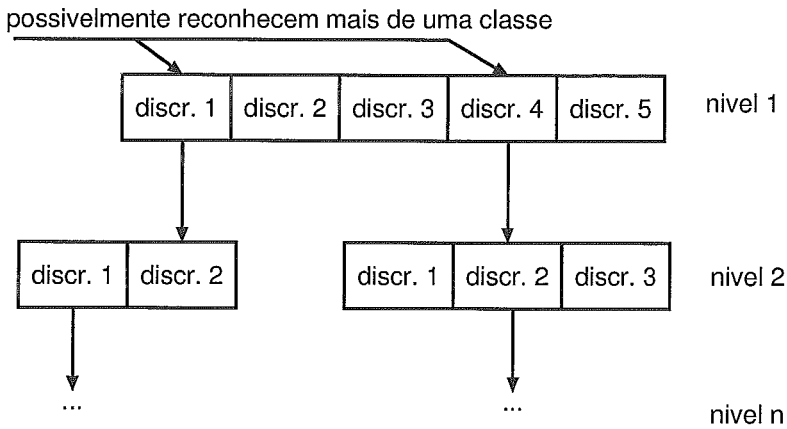 possivelmente reconhecem mais de uma classe
discr. 1 discr. 2 discr. 3 discr. 4 discr. 5 nivel 1
discr. 1 discr. 2 discr. 1 discr. 2 discr. 3 nivel 2
... ...
nivel n